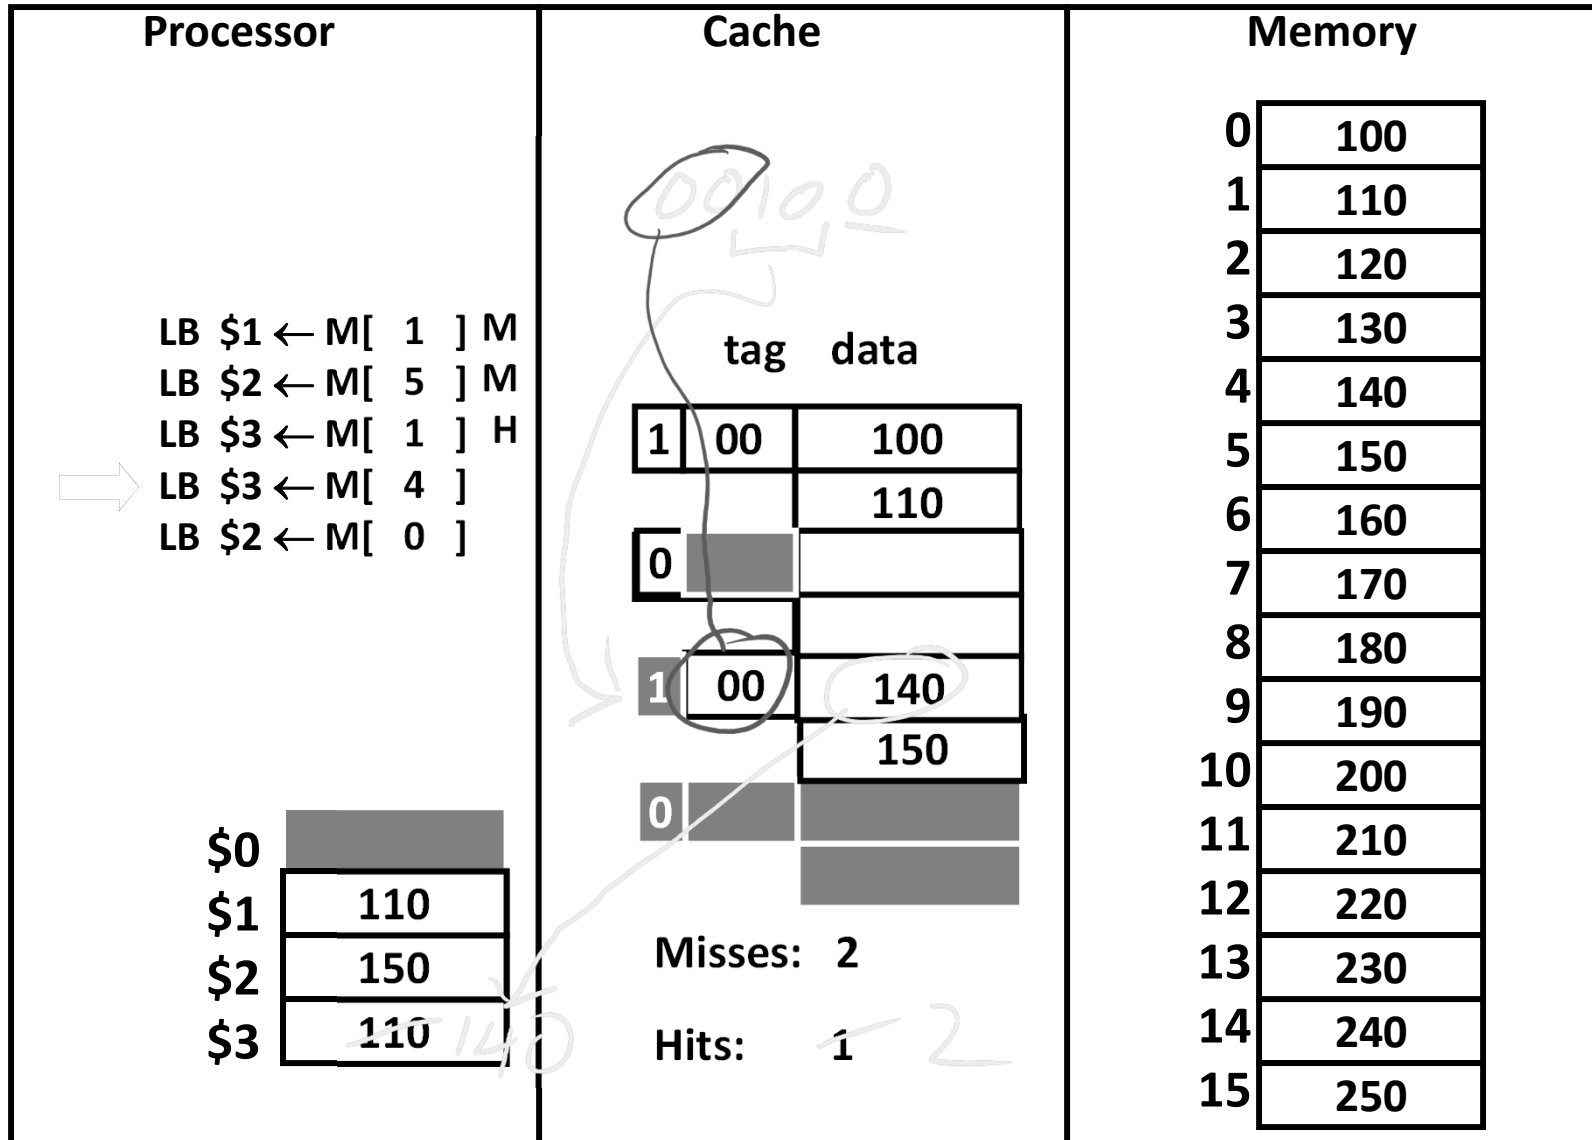 Processor
Cache
Memory
00100
LB $1 ← M[ 1 ] M
LB $2 ← M[ 5 ] M
LB $3 ← M[ 1 ] H
LB $3 ← M[ 4 ]
LB $2 ← M[ 0 ]
$0
$1 110
$2 150
$3 110 140
tag data
1 00 100
110
0
1 00 140
150
0
Misses: 2
Hits: 1 2
0 100
1 110
2 120
3 130
4 140
5 150
6 160
7 170
8 180
9 190
10 200
11 210
12 220
13 230
14 240
15 250